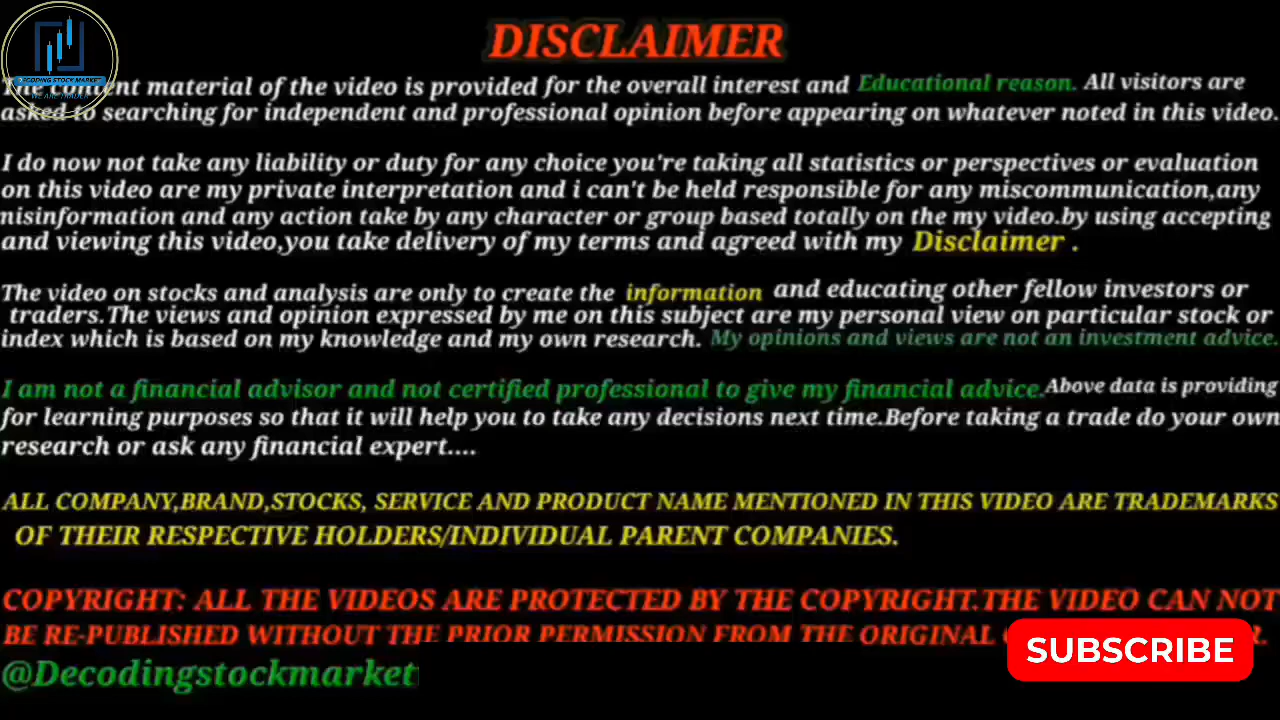 DISCLAIMER
DECODING STOCK MARKET
WE ARE TRADER
The content material of the video is provided for the overall interest and Educational reason. All visitors are
asked to searching for independent and professional opinion before appearing on whatever noted in this video.
I do now not take any liability or duty for any choice you're taking all statistics or perspectives or evaluation
on this video are my private interpretation and i can't be held responsible for any miscommunication,any
nisinformation and any action take by any character or group based totally on the my video.by using accepting
and viewing this video,you take delivery of my terms and agreed with my Disclaimer .
The video on stocks and analysis are only to create the information and educating other fellow investors or
traders.The views and opinion expressed by me on this subject are my personal view on particular stock or
index which is based on my knowledge and my own research. My opinions and views are not an investment advice.
I am not a financial advisor and not certified professional to give my financial advice.Above data is providing
for learning purposes so that it will help you to take any decisions next time.Before taking a trade do your own
research or ask any financial expert....
ALL COMPANY,BRAND,STOCKS, SERVICE AND PRODUCT NAME MENTIONED IN THIS VIDEO ARE TRADEMARKS
OF THEIR RESPECTIVE HOLDERS/INDIVIDUAL PARENT COMPANIES.
COPYRIGHT: ALL THE VIDEOS ARE PROTECTED BY THE COPYRIGHT.THE VIDEO CAN NOT
BE RE-PUBLISHED WITHOUT THE PRIOR PERMISSION FROM THE ORIGINAL
SUBSCRIBE
@Decodingstockmarket